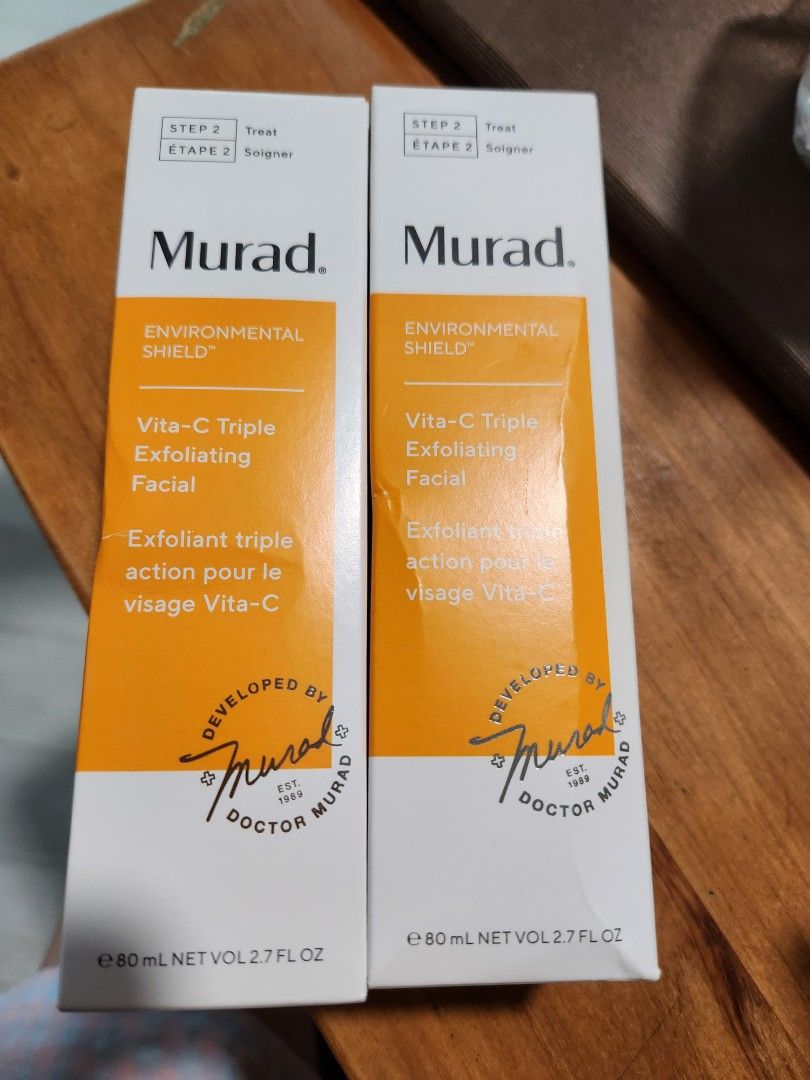 STEP 2 Treat
ÉTAPE 2 Soigner
Murad®
ENVIRONMENTAL
SHIELD™
Vita-C Triple
Exfoliating
Facial
Exfoliant triple
action pour le
visage Vita-C
DEVELOPED BY
Murad
EST.
1989
DOCTOR MURAD
℮80 mL NET VOL 2.7 FL OZ
STEP 2 Treat
ÉTAPE 2 Soigner
Murad®
ENVIRONMENTAL
SHIELD™
Vita-C Triple
Exfoliating
Facial
Exfoliant triple
action pour le
visage Vita-C
DEVELOPED BY
Murad
EST.
1989
DOCTOR MURAD
℮80 mL NET VOL 2.7 FL OZ